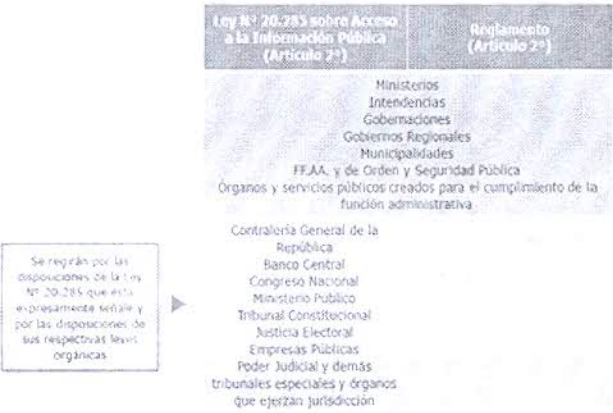 Ley N° 20.285 sobre Acceso
a la Información Pública
(Artículo 2°)
Reglamento
(Artículo 2°)
Ministerios
Intendencias
Gobernaciones
Gobiernos Regionales
Municipalidades
FF.AA. y de Orden y Seguridad Pública
Órganos y servicios públicos creados para el cumplimiento de la
función administrativa
Contraloría General de la
República
Banco Central
Congreso Nacional
Ministerio Público
Tribunal Constitucional
Justicia Electoral
Empresas Públicas
Poder Judicial y demás
tribunales especiales y órganos
que ejerzan jurisdicción
Se regirán por las
disposiciones de la Ley
N° 20.285 que ésta
expresamente señale y
por las disposiciones de
sus respectivas leyes
orgánicas